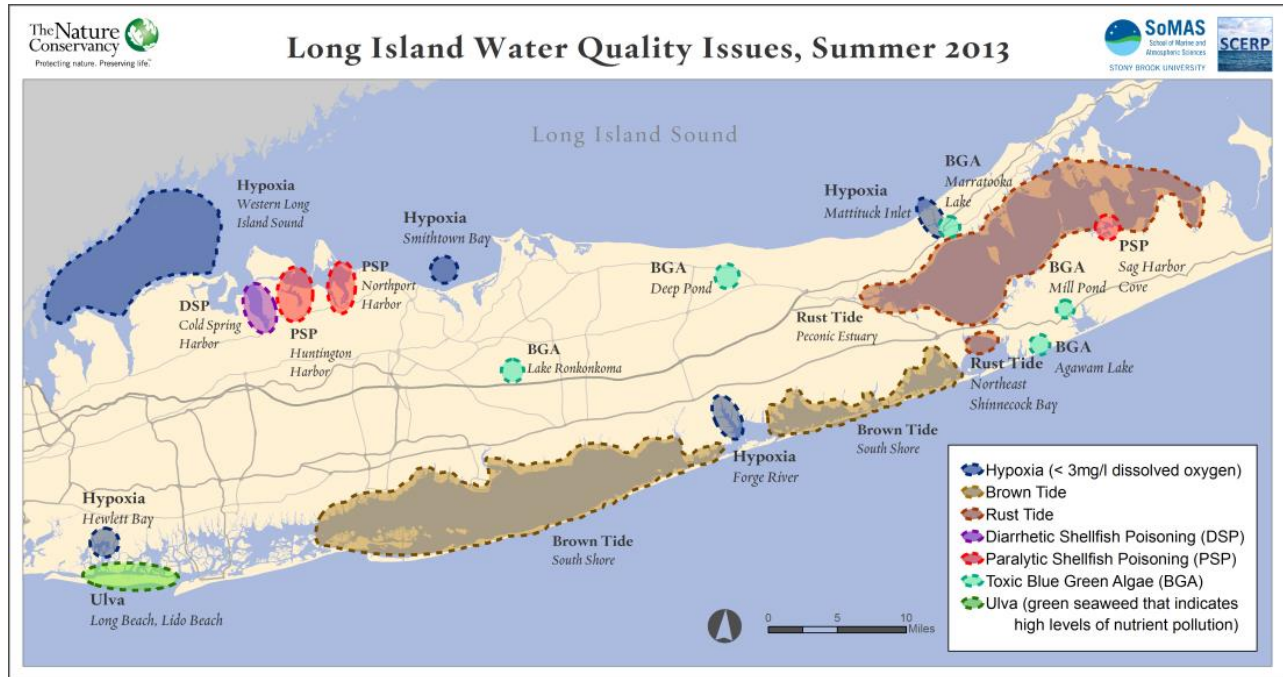 The Nature
Conservancy
Protecting nature. Preserving life.™
Long Island Water Quality Issues, Summer 2013
SoMAS
School of Marine and
Atmospheric Sciences
STONY BROOK UNIVERSITY
SCERP
Long Island Sound
Hypoxia
Western Long
Island Sound
Hypoxia
Smithtown Bay
Hypoxia
Mattituck Inlet
BGA
Marratooka
Lake
PSP
Northport
Harbor
DSP
Cold Spring
Harbor
PSP
Huntington
Harbor
BGA
Deep Pond
BGA
Lake Ronkonkoma
Rust Tide
Peconic Estuary
PSP
Sag Harbor
Cove
BGA
Mill Pond
BGA
Agawam Lake
Rust Tide
Northeast
Shinnecock Bay
Brown Tide
South Shore
Hypoxia
Forge River
Brown Tide
South Shore
Hypoxia
Hewlett Bay
Ulva
Long Beach, Lido Beach
0 5 10
Miles
Hypoxia (< 3mg/l dissolved oxygen)
Brown Tide
Rust Tide
Diarrhetic Shellfish Poisoning (DSP)
Paralytic Shellfish Poisoning (PSP)
Toxic Blue Green Algae (BGA)
Ulva (green seaweed that indicates
high levels of nutrient pollution)